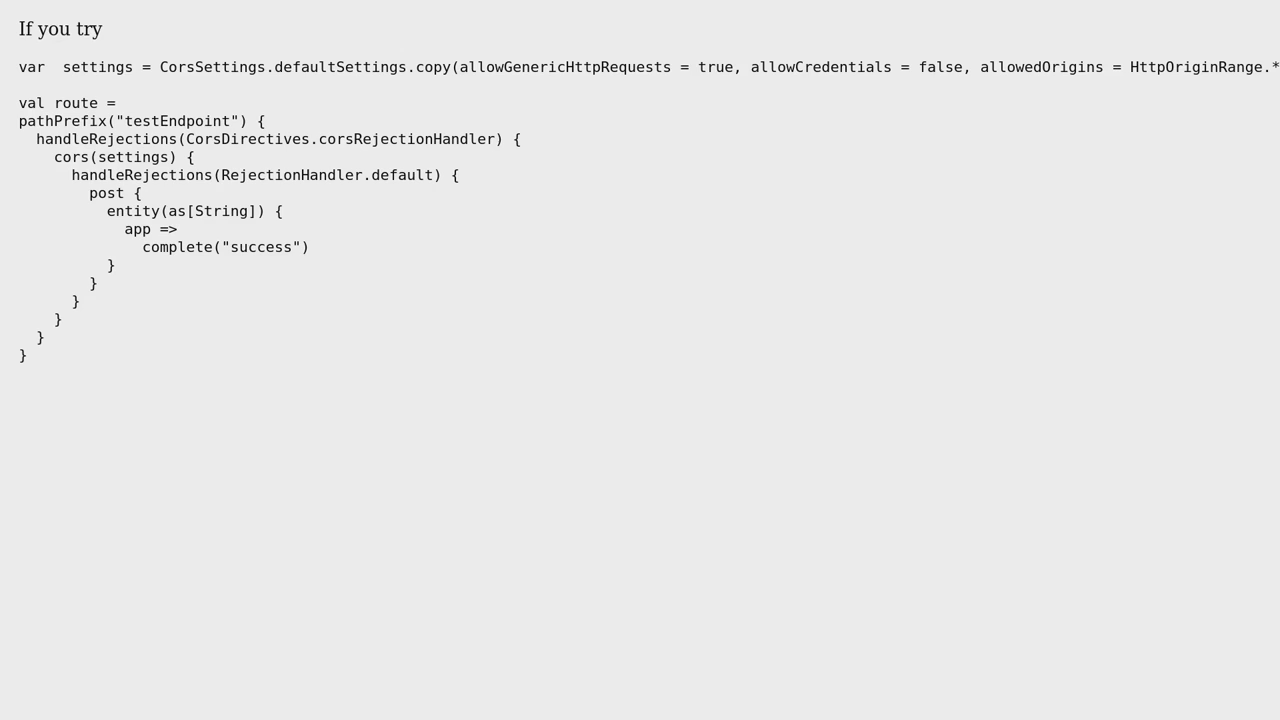 If you try
var  settings = CorsSettings.defaultSettings.copy(allowGenericHttpRequests = true, allowCredentials = false, allowedOrigins = HttpOriginRange.*
val route =
pathPrefix("testEndpoint") {
  handleRejections(CorsDirectives.corsRejectionHandler) {
    cors(settings) {
      handleRejections(RejectionHandler.default) {
        post {
          entity(as[String]) {
            app =>
              complete("success")
          }
        }
      }
    }
  }
}